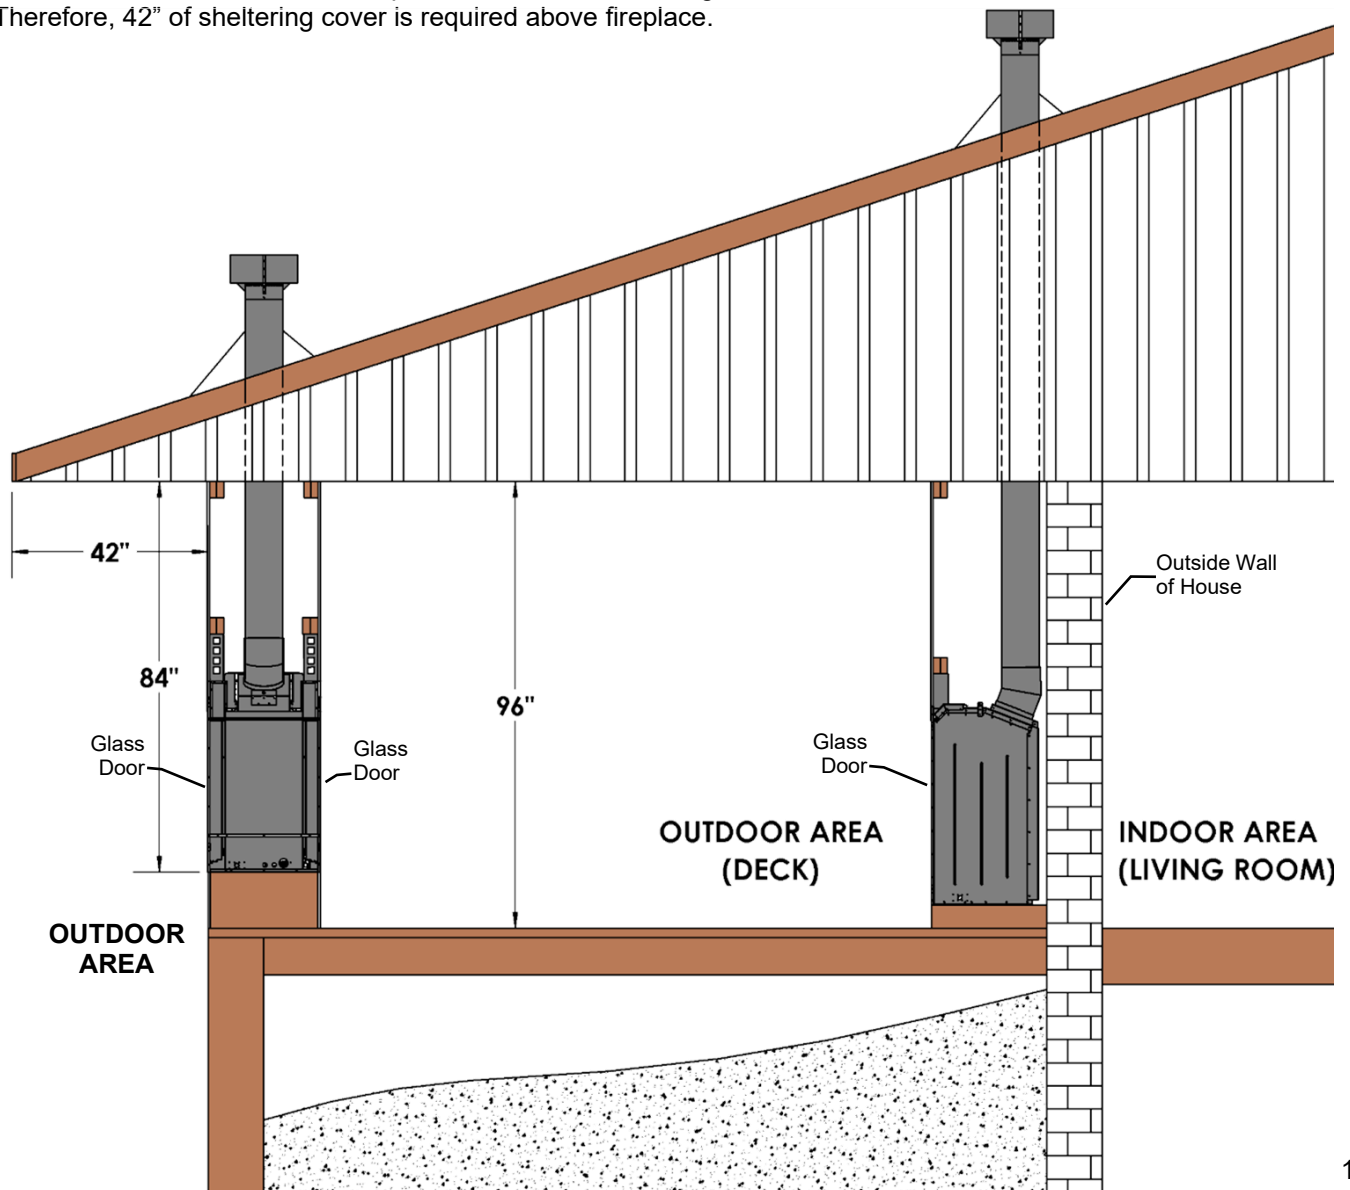 Therefore, 42” of sheltering cover is required above fireplace.
42"
Outside Wall
of House
84"
96"
Glass
Door
Glass
Door
Glass
Door
OUTDOOR AREA
(DECK)
INDOOR AREA
(LIVING ROOM)
OUTDOOR
AREA
1